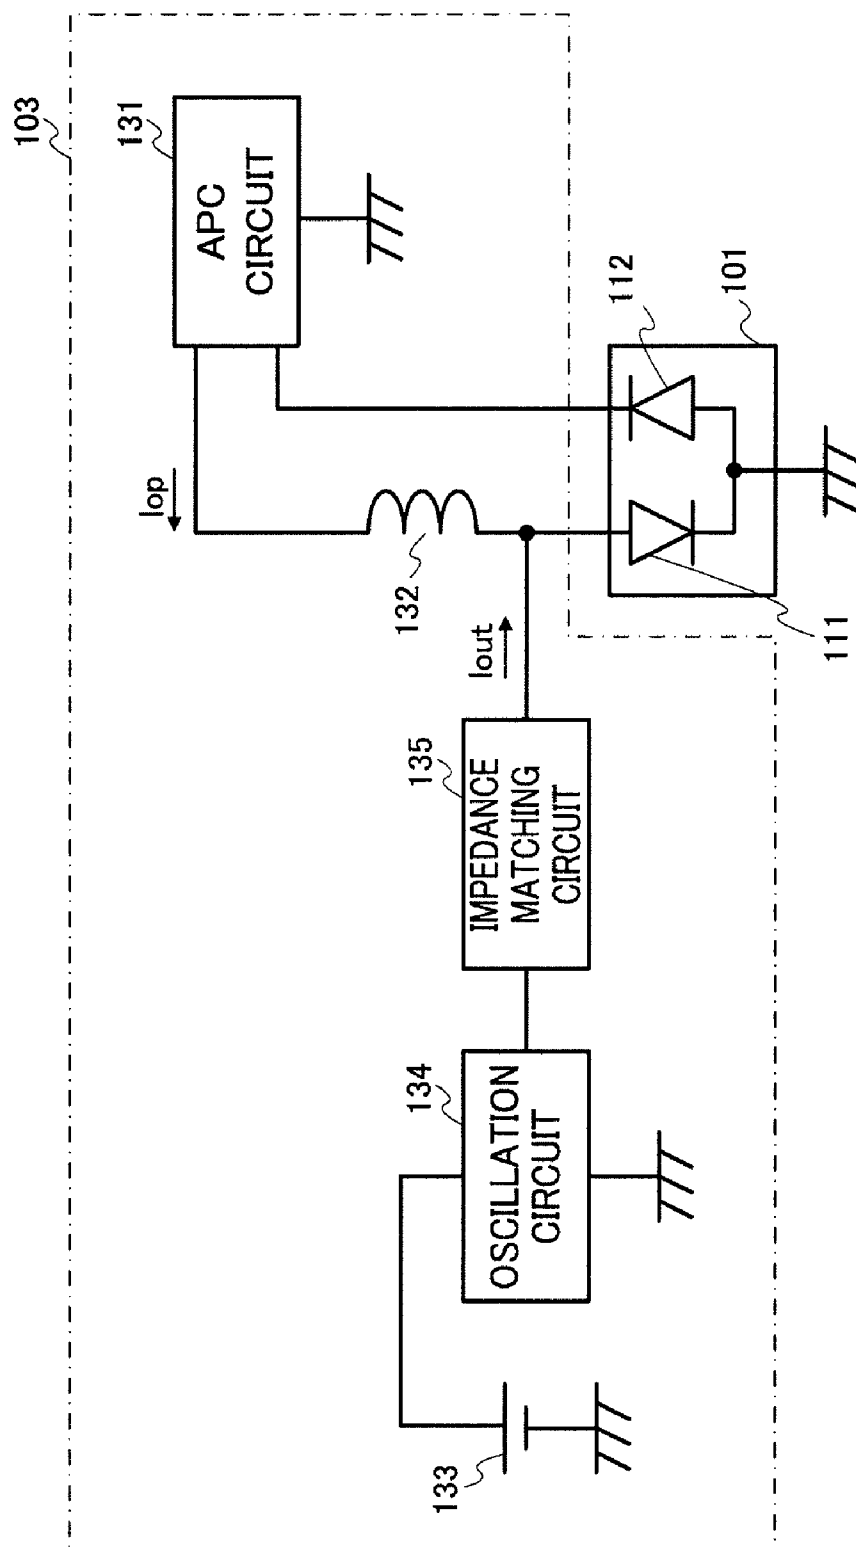 103
131
APC
CIRCUIT
112
101
Iop
132
Iout
111
135
IMPEDANCE
MATCHING
CIRCUIT
134
OSCILLATION
CIRCUIT
133